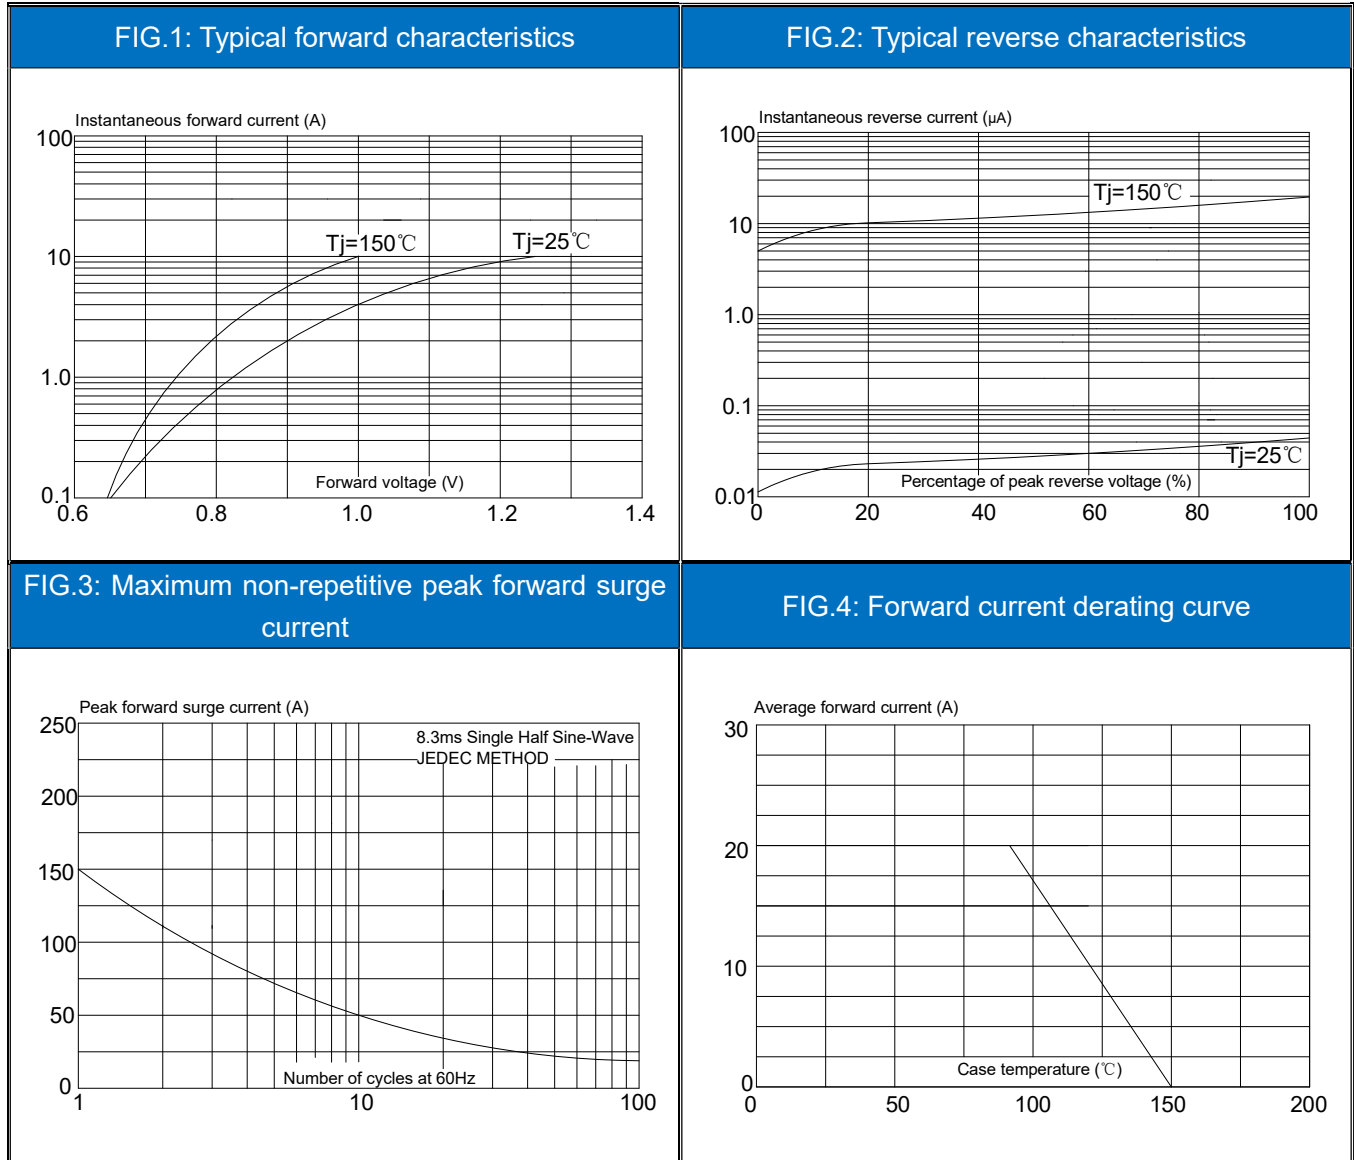 FIG.1: Typical forward characteristics
Instantaneous forward current (A)
100
10
1.0
0.1
Tj=150℃
Tj=25℃
Forward voltage (V)
0.6
0.8
1.0
1.2
1.4
FIG.2: Typical reverse characteristics
Instantaneous reverse current (μA)
100
10
1.0
0.1
0.01
Tj=150℃
Tj=25℃
Percentage of peak reverse voltage (%)
0
20
40
60
80
100
FIG.3: Maximum non-repetitive peak forward surge
current
Peak forward surge current (A)
250
200
150
100
50
0
8.3ms Single Half Sine-Wave
JEDEC METHOD
Number of cycles at 60Hz
1
10
100
FIG.4: Forward current derating curve
Average forward current (A)
30
20
10
0
Case temperature (℃)
0
50
100
150
200